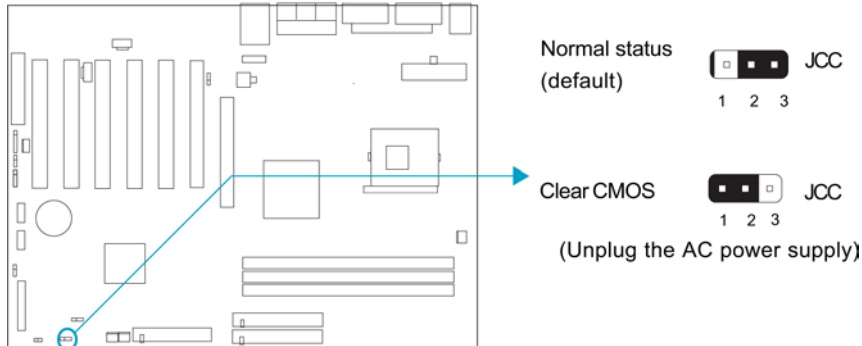 Normal status
(default)
JCC
1 2 3
Clear CMOS
JCC
1 2 3
(Unplug the AC power supply)